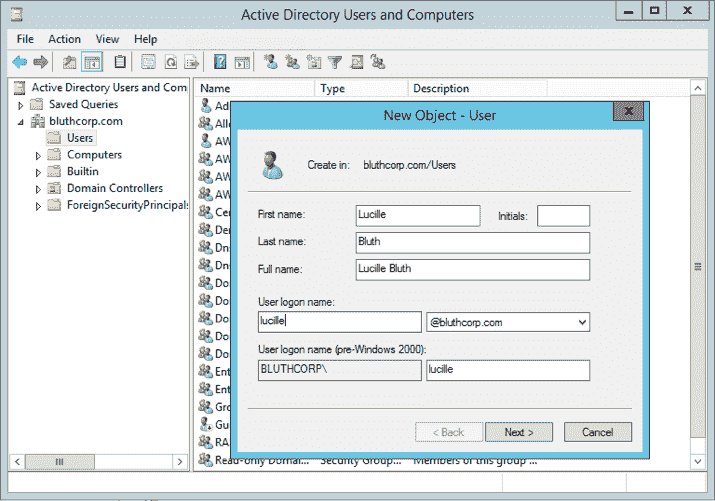 Active Directory Users and Computers
File Action View Help
Active Directory Users and Com
Saved Queries
bluthcorp.com
Users
Computers
Builtin
Domain Controllers
ForeignSecurityPrincipals
Name Type Description
Ad
Allo
AW
AW
AW
AW
Cer
Der
Dns
Dns
Do
Do
Do
Do
Do
Ent
Ent
Gro
Gu
RA
Read-only Domai... Security Group... Members of this group ...
New Object - User
Create in: bluthcorp.com/Users
First name: Lucille Initials:
Last name: Bluth
Full name: Lucille Bluth
User logon name:
lucille @bluthcorp.com
User logon name (pre-Windows 2000):
BLUTHCORP\ lucille
< Back Next > Cancel